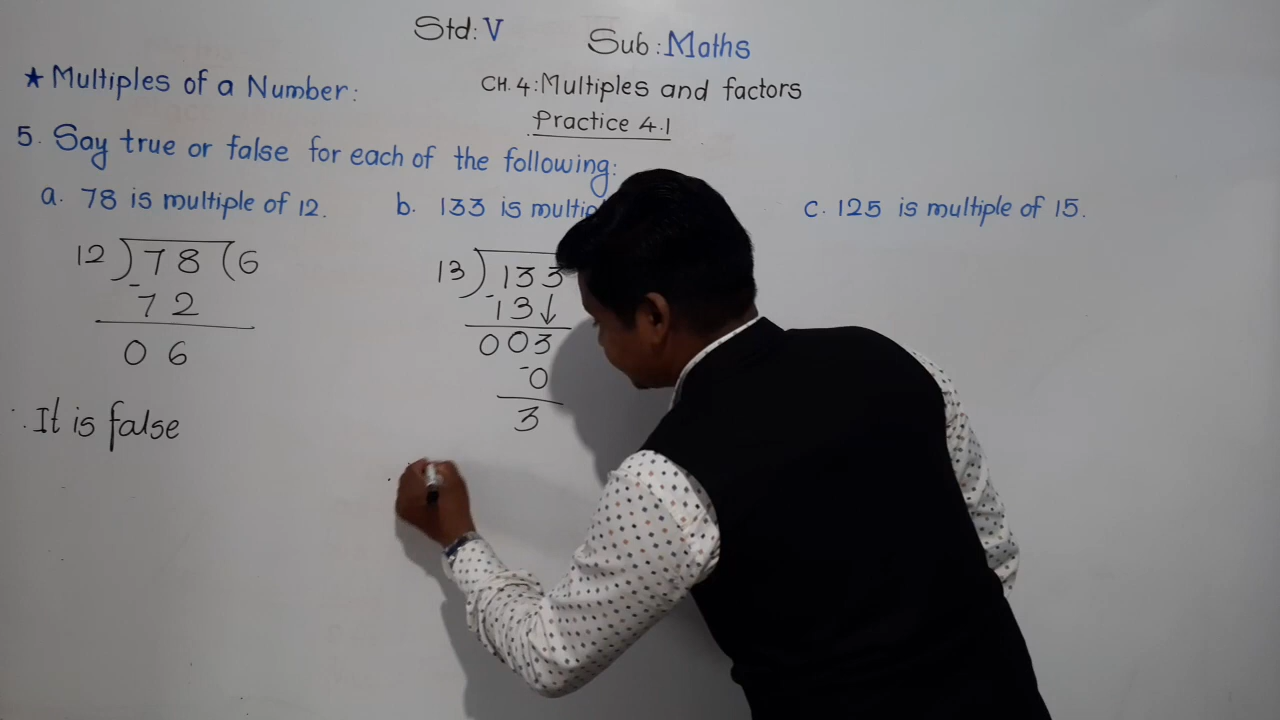 Std: V Sub: Maths
★ Multiples of a Number: CH. 4: Multiples and factors
Practice 4.1
5. Say true or false for each of the following:
a. 78 is multiple of 12. b. 133 is c. 125 is multiple of 15.
12 ) 78 ( 6
- 72
06
∴ It is false
13 ) 133
- 13↓
003
- 0
3